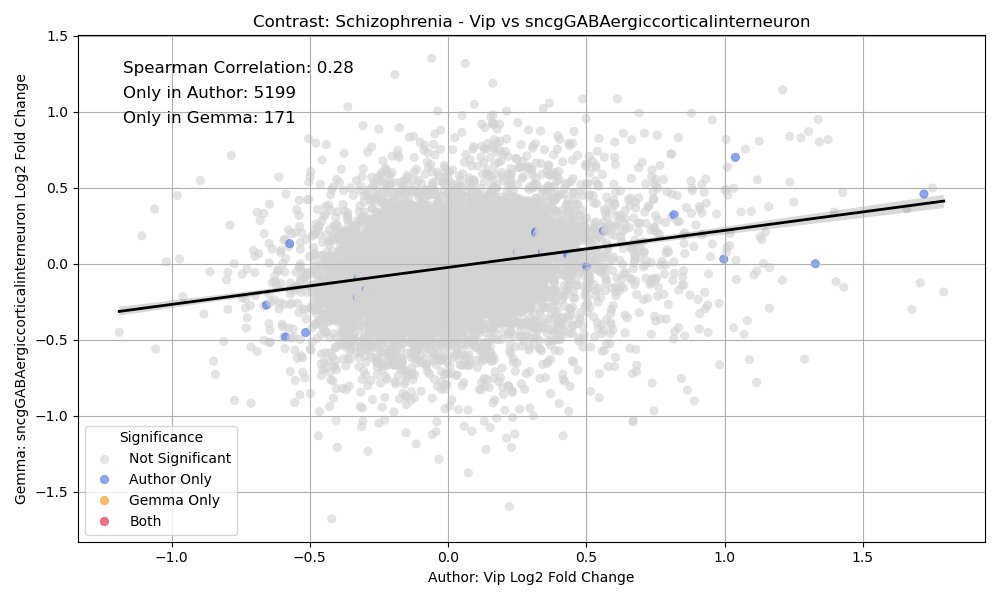 Contrast: Schizophrenia - Vip vs sncgGABAergiccorticalinterneuron
Spearman Correlation: 0.28
Only in Author: 5199
Only in Gemma: 171
Gemma: sncgGABAergiccorticalinterneuron Log2 Fold Change
1.5
1.0
0.5
0.0
−0.5
−1.0
−1.5
Significance
Not Significant
Author Only
Gemma Only
Both
−1.0 −0.5 0.0 0.5 1.0 1.5
Author: Vip Log2 Fold Change